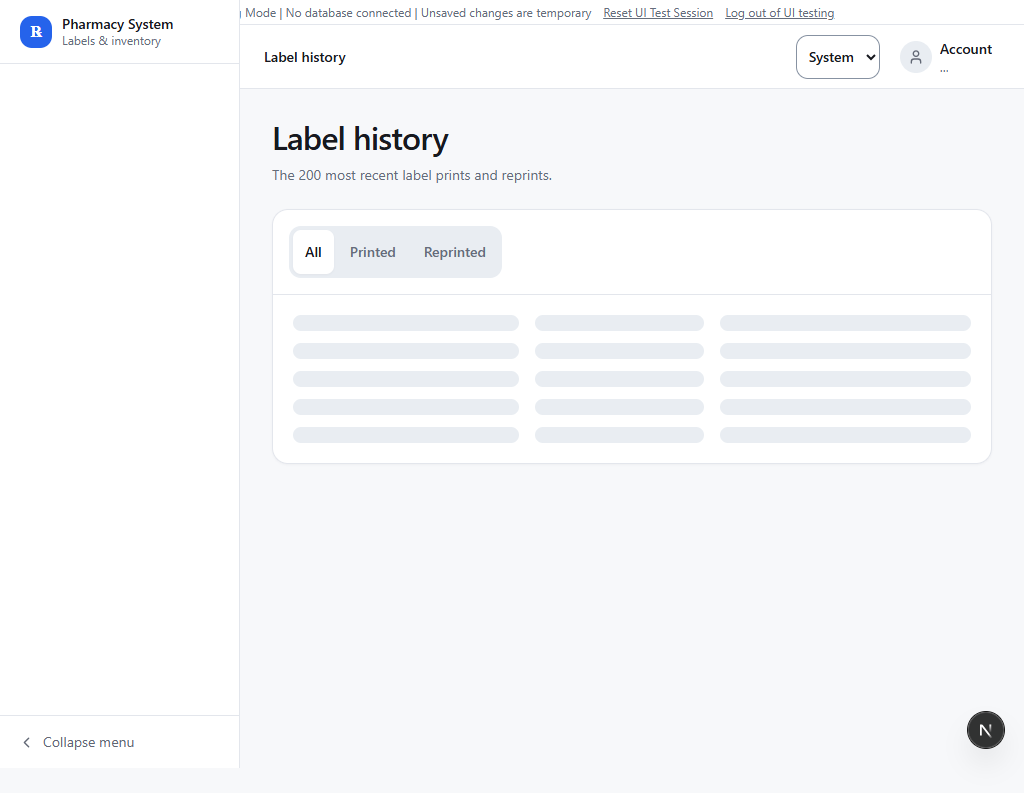 ℞
Pharmacy System
Labels & inventory
Mode | No database connected | Unsaved changes are temporary Reset UI Test Session Log out of UI testing
Label history
System
Account
...
Label history
The 200 most recent label prints and reprints.
All Printed Reprinted
Collapse menu
N